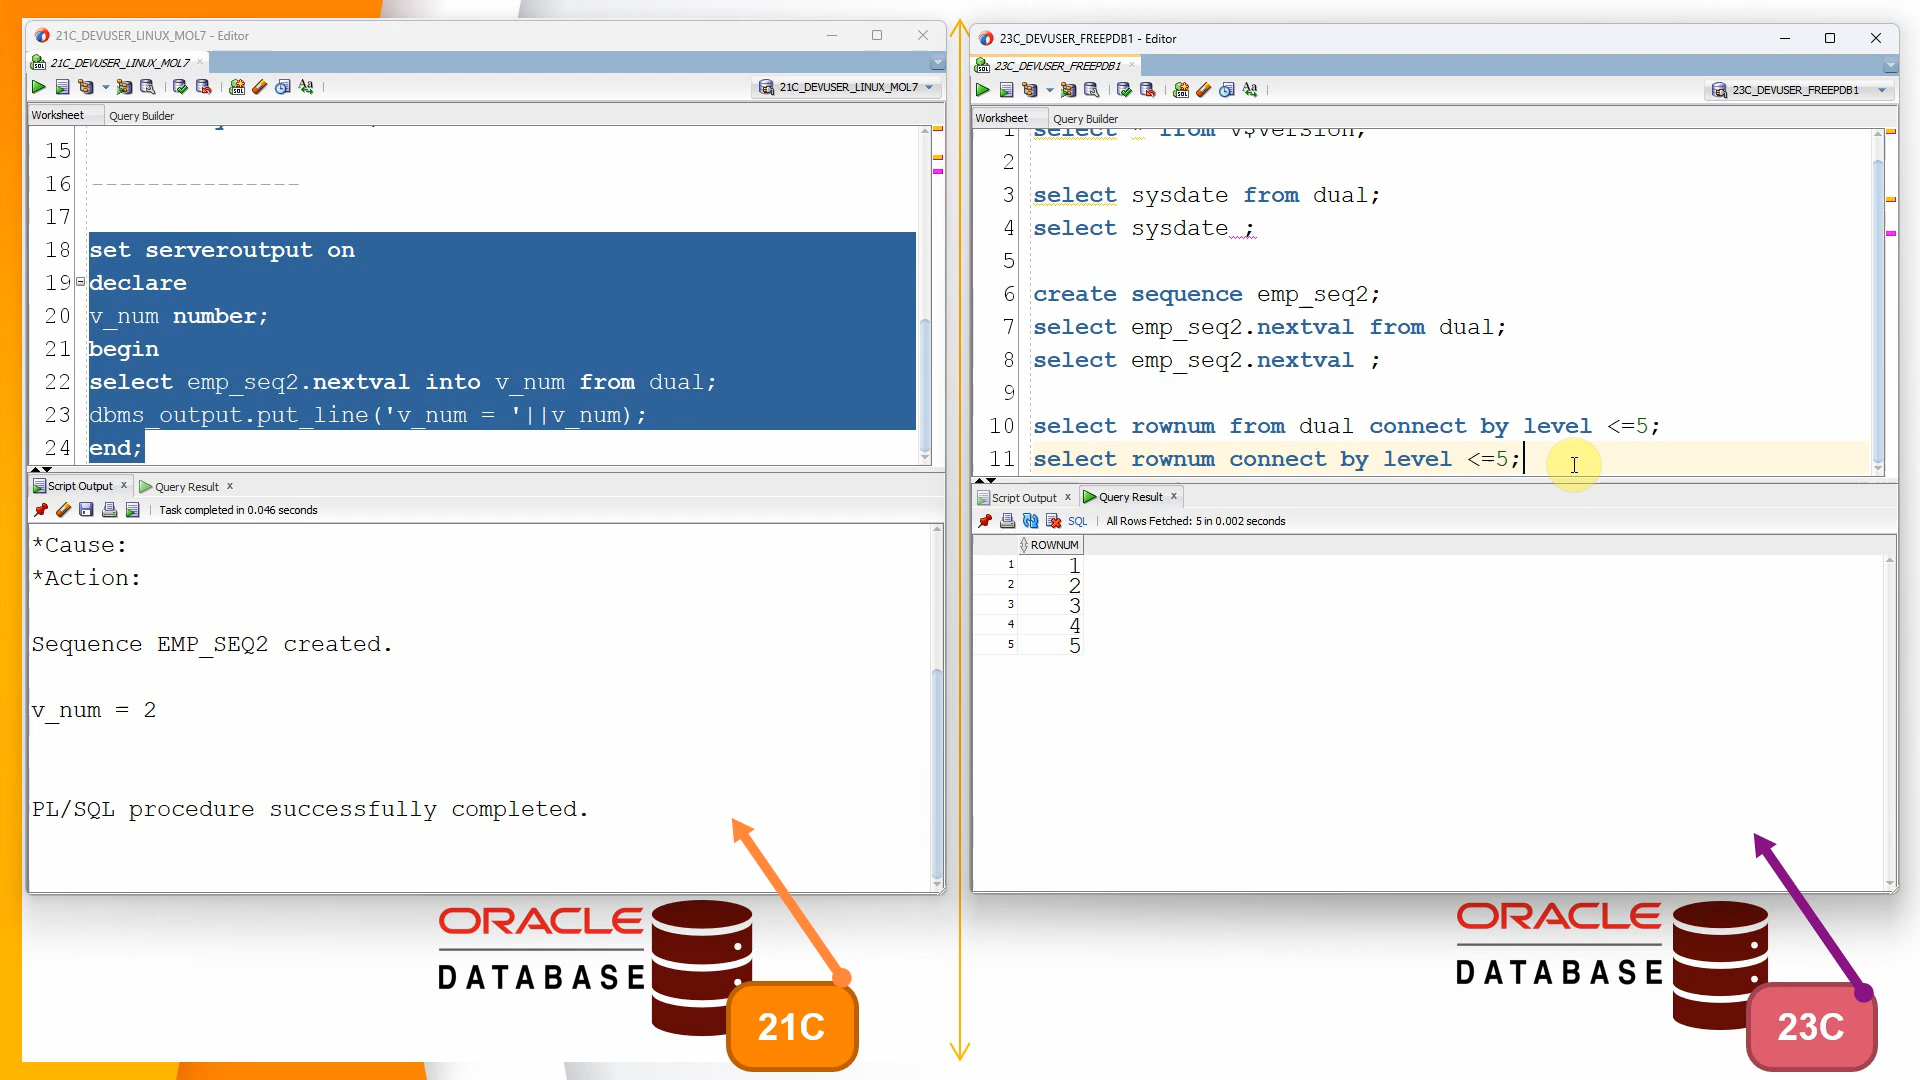 21C_DEVUSER_LINUX_MOL7 - Editor
21C_DEVUSER_LINUX_MOL7
21C_DEVUSER_LINUX_MOL7
Worksheet Query Builder
15
16 ---------------
17
18 set serveroutput on
19 declare
20 v_num number;
21 begin
22 select emp_seq2.nextval into v_num from dual;
23 dbms_output.put_line('v_num = '||v_num);
24 end;
Script Output x Query Result x
Task completed in 0.046 seconds
*Cause:
*Action:
Sequence EMP_SEQ2 created.
v_num = 2
PL/SQL procedure successfully completed.
ORACLE
DATABASE
21C
23C_DEVUSER_FREEPDB1 - Editor
23C_DEVUSER_FREEPDB1
23C_DEVUSER_FREEPDB1
Worksheet Query Builder
1 select * from v$version;
2
3 select sysdate from dual;
4 select sysdate ;
5
6 create sequence emp_seq2;
7 select emp_seq2.nextval from dual;
8 select emp_seq2.nextval ;
9
10 select rownum from dual connect by level <=5;
11 select rownum connect by level <=5;
Script Output x Query Result x
SQL | All Rows Fetched: 5 in 0.002 seconds
ROWNUM
1 1
2 2
3 3
4 4
5 5
ORACLE
DATABASE
23C